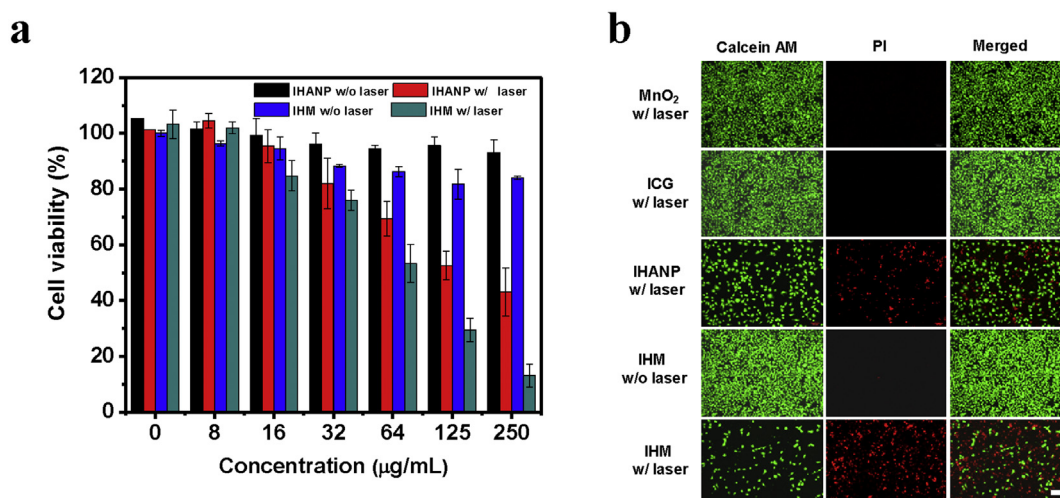 a
120
100
80
60
40
20
0
Cell viability (%)
IHANP w/o laser IHANP w/ laser
IHM w/o laser IHM w/ laser
0 8 16 32 64 125 250
Concentration (μg/mL)
b
Calcein AM PI Merged
MnO₂
w/ laser
ICG
w/ laser
IHANP
w/ laser
IHM
w/o laser
IHM
w/ laser